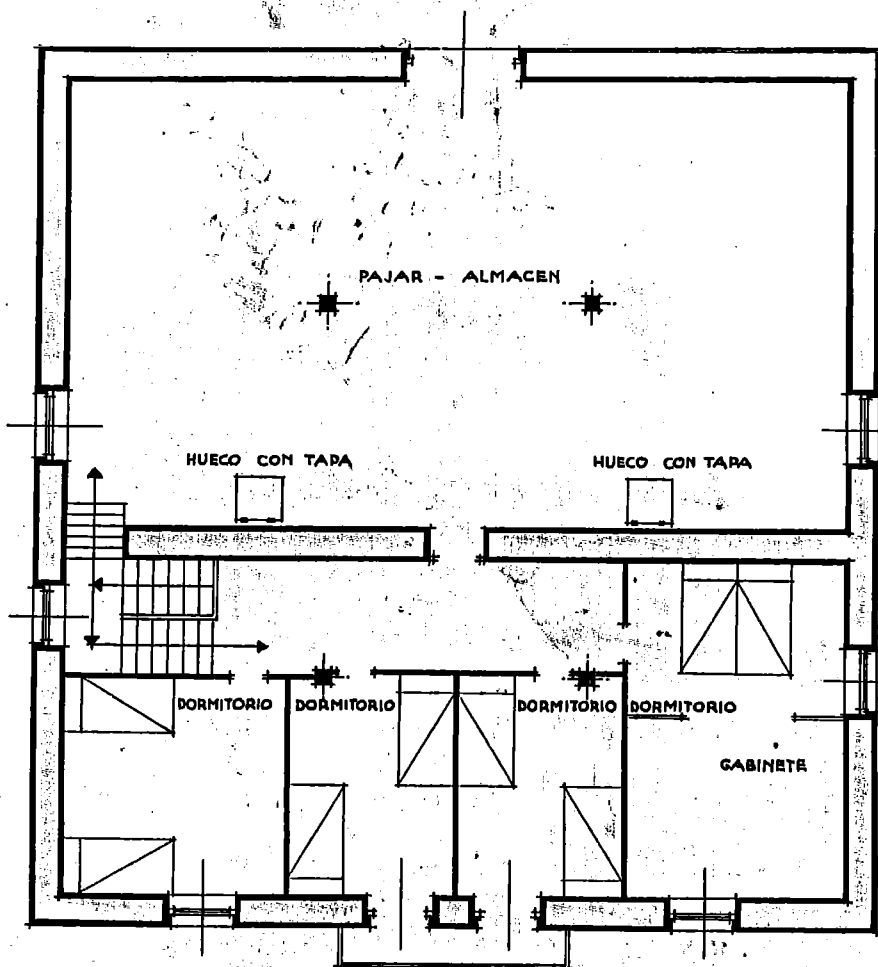 PAJAR - ALMACEN
HUECO CON TAPA
HUECO CON TAPA
DORMITORIO
DORMITORIO
DORMITORIO
DORMITORIO
GABINETE